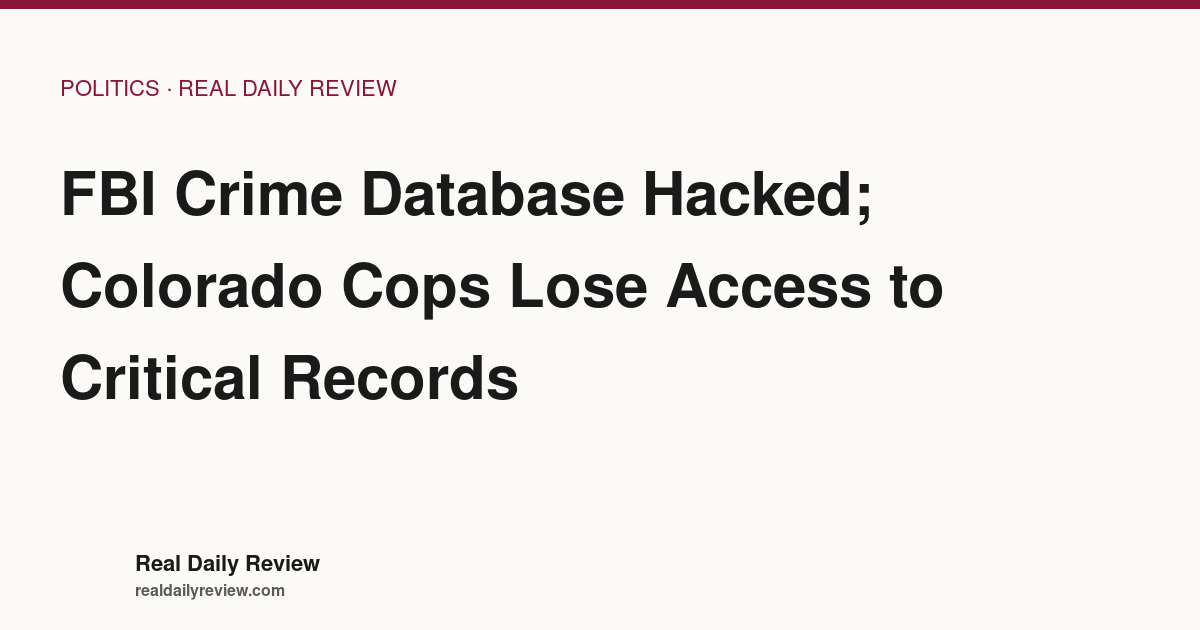 POLITICS · REAL DAILY REVIEW
FBI Crime Database Hacked;
Colorado Cops Lose Access to
Critical Records
Real Daily Review
realdailyreview.com